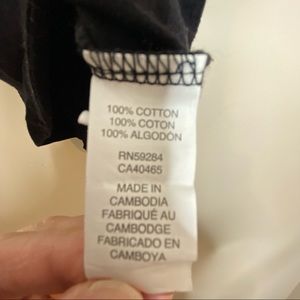 100% COTTON
100% COTON
100% ALGODÓN
RN59284
CA40465
MADE IN
CAMBODIA
FABRIQUÉ AU
CAMBODGE
FABRICADO EN
CAMBOYA